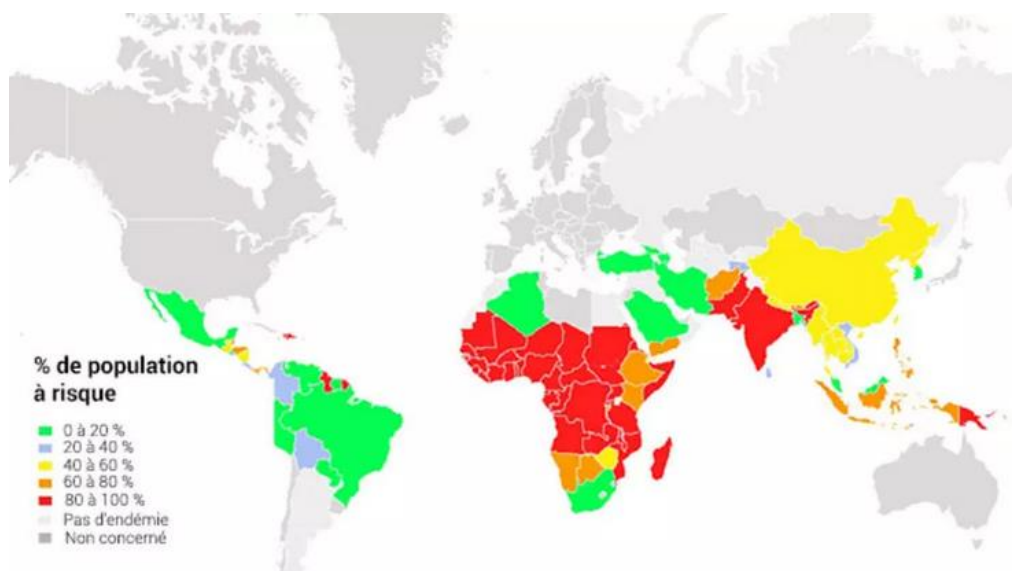 % de population
à risque
0 à 20 %
20 à 40 %
40 à 60 %
60 à 80 %
80 à 100 %
Pas d'endémie
Non concerné